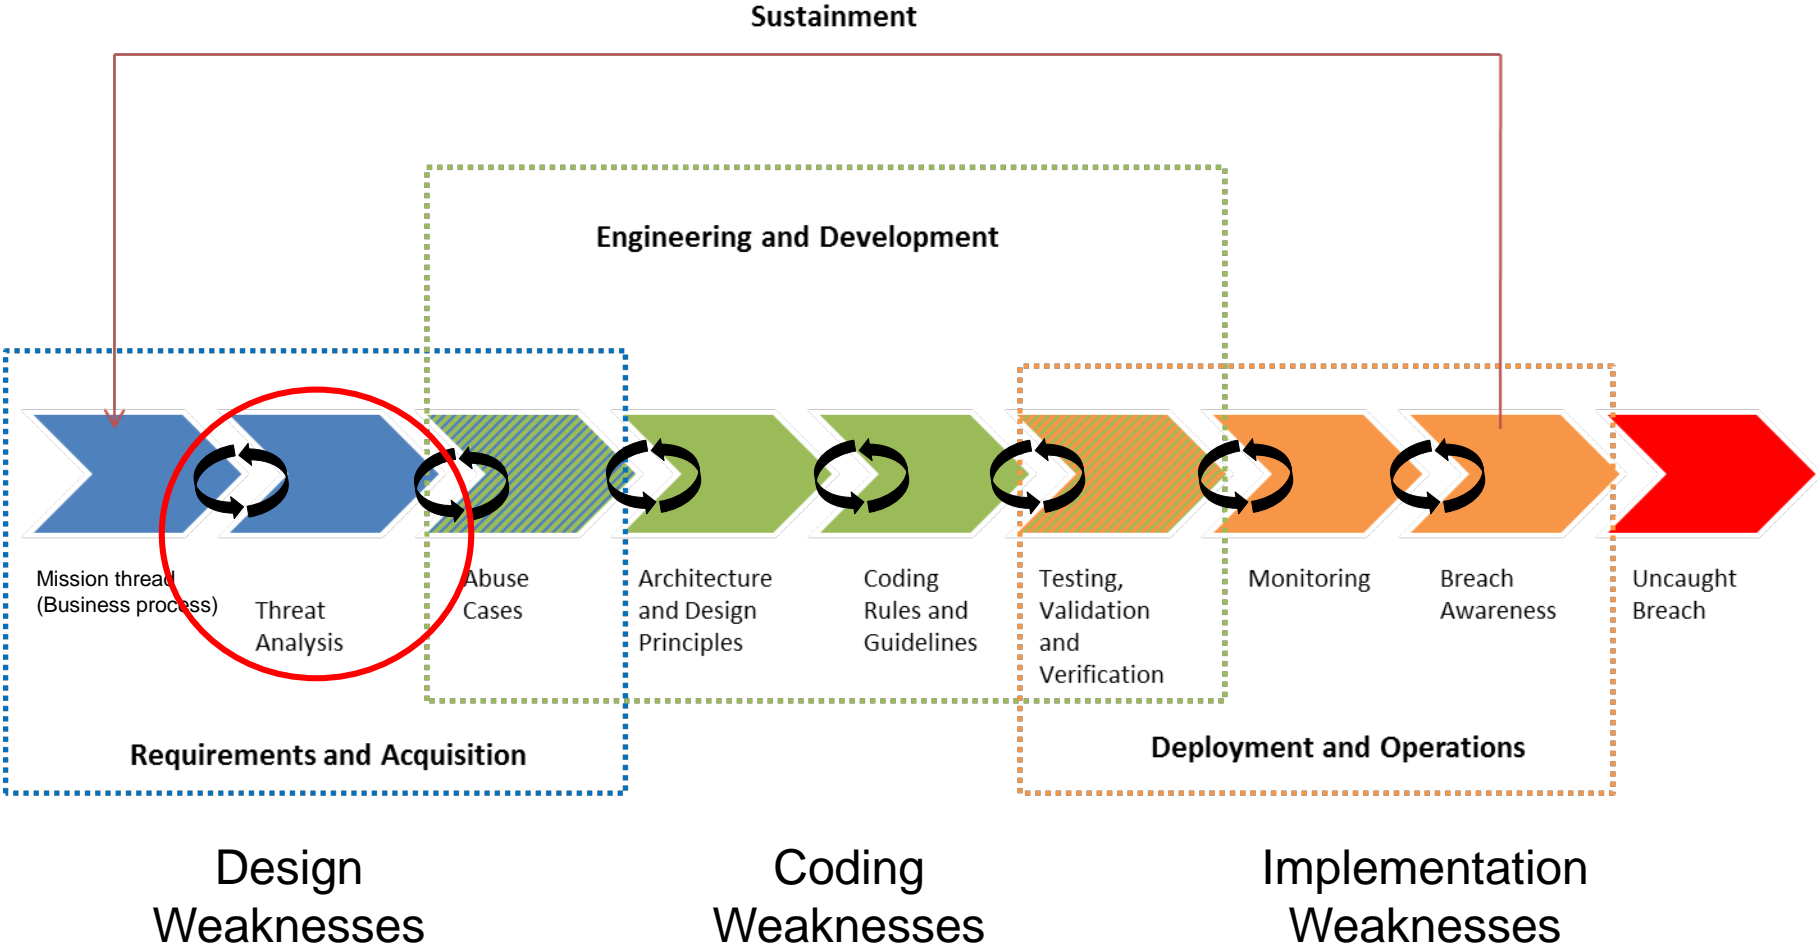 Sustainment
Engineering and Development
Mission thread
(Business process)
Threat
Analysis
Abuse
Cases
Architecture
and Design
Principles
Coding
Rules and
Guidelines
Testing,
Validation
and
Verification
Monitoring
Breach
Awareness
Uncaught
Breach
Requirements and Acquisition
Deployment and Operations
Design
Weaknesses
Coding
Weaknesses
Implementation
Weaknesses